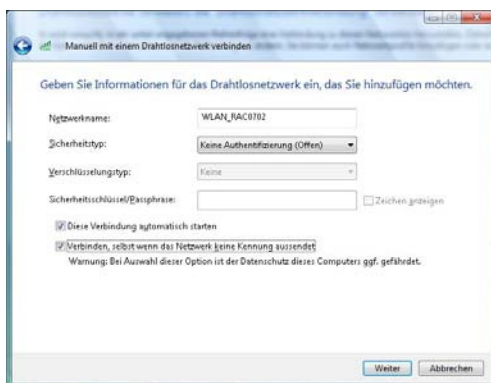 Manuell mit einem Drahtlosnetzwerk verbinden
Geben Sie Informationen für das Drahtlosnetzwerk ein, das Sie hinzufügen möchten.
Netzwerkname: WLAN_RAC0702
Sicherheitstyp: Keine Authentifizierung (Offen)
Verschlüsselungstyp: Keine
Sicherheitsschlüssel/Passphrase: Zeichen anzeigen
Diese Verbindung automatisch starten
Verbinden, selbst wenn das Netzwerk keine Kennung aussendet
Warnung: Bei Auswahl dieser Option ist der Datenschutz dieses Computers ggf. gefährdet.
Weiter Abbrechen